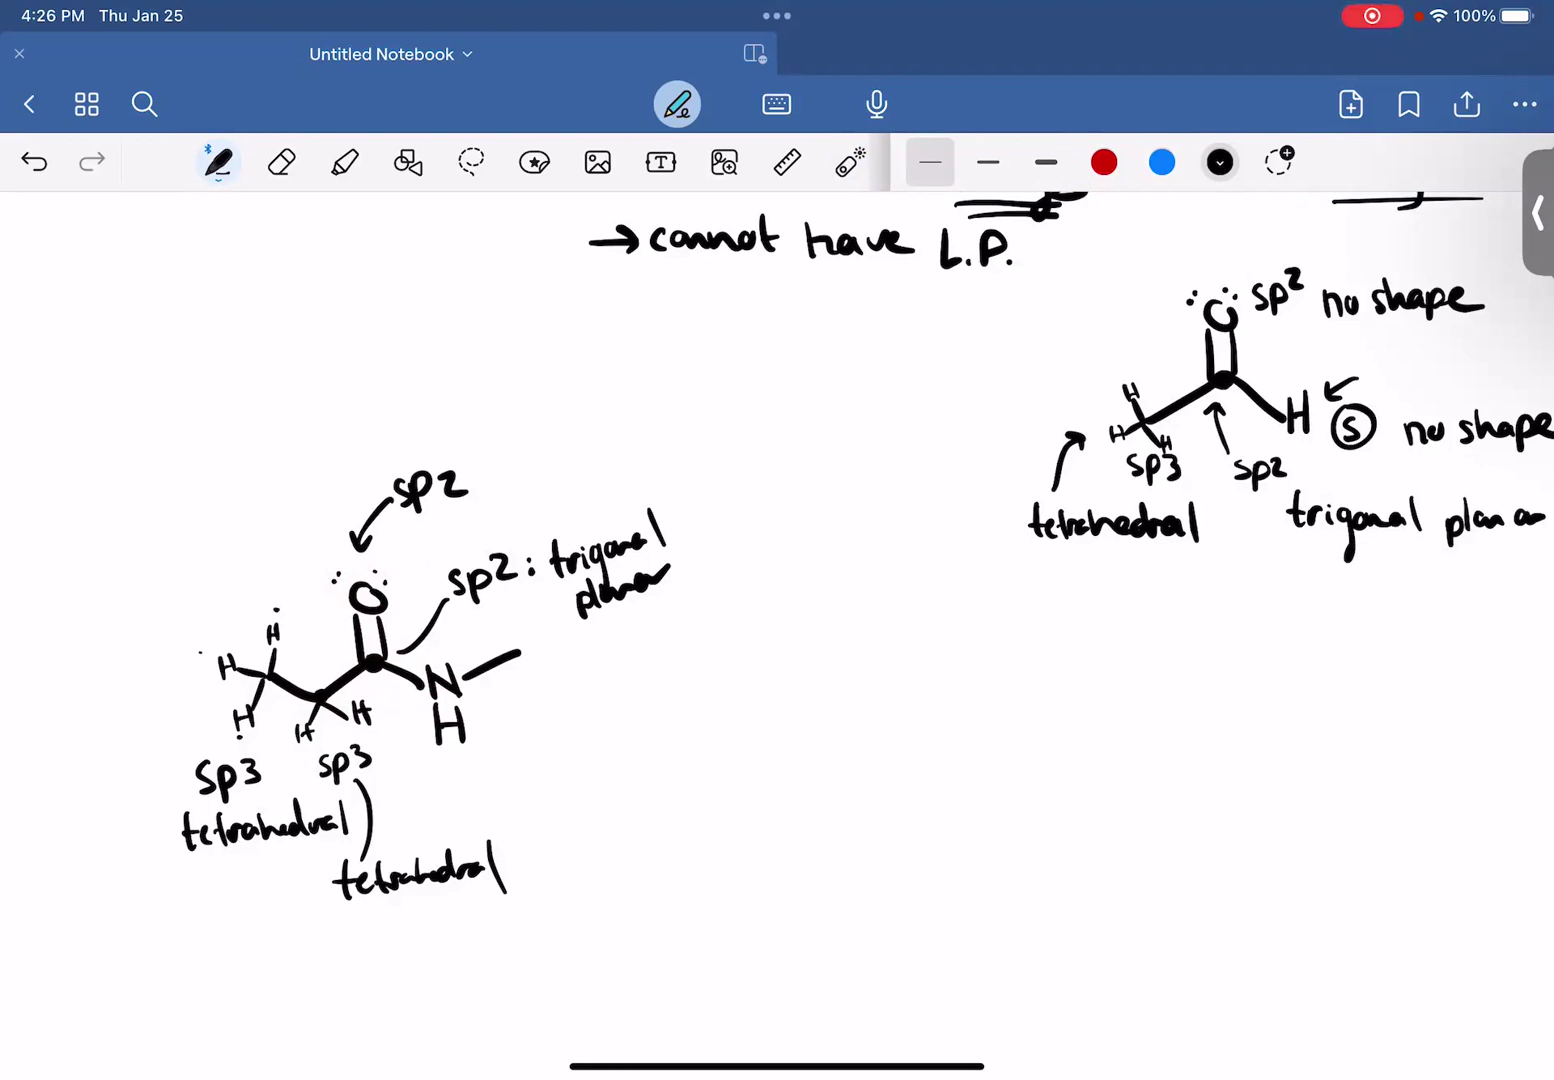 4:26 PM Thu Jan 25
100%
Untitled Notebook
→ cannot have L.P.
:O: sp2 no shape
H
H H
H
S no shape
sp3 sp2
tetrahedral
trigonal planar
sp2
sp2 : trigonal
planar
:O:
H
H
H
H H
N
H
sp3 sp3
tetrahedral
tetrahedral